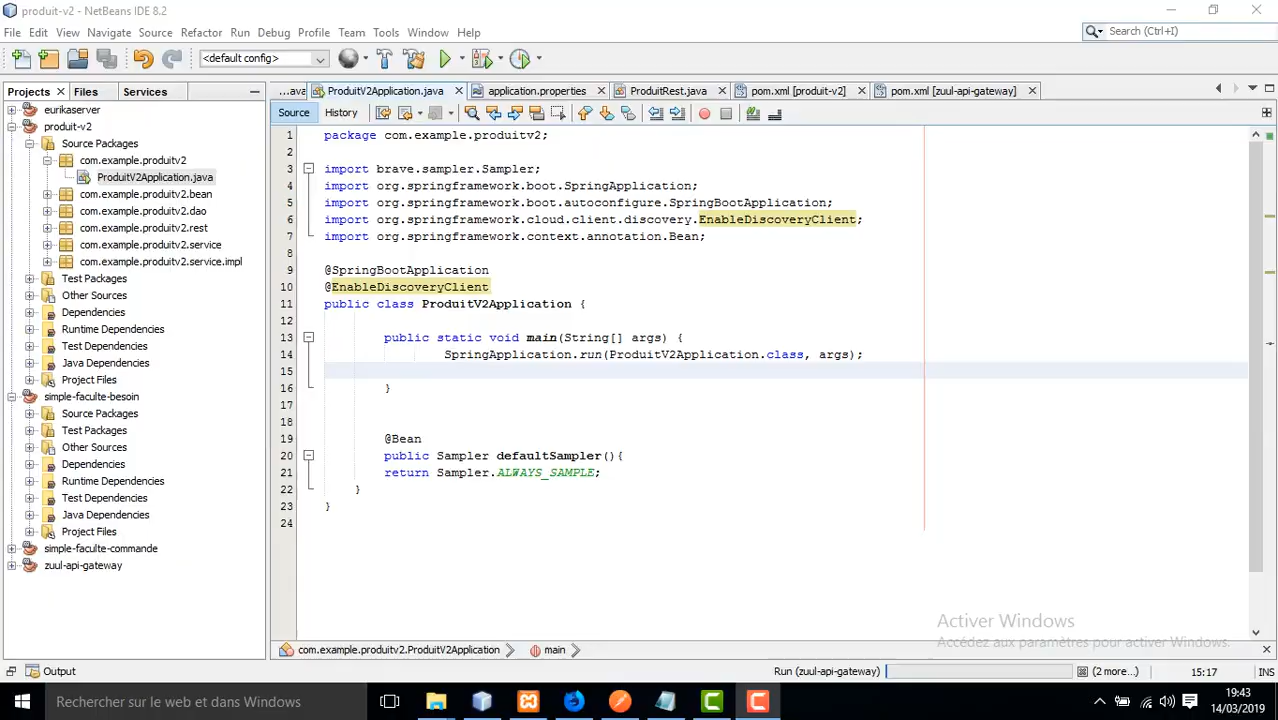 produit-v2 - NetBeans IDE 8.2
File Edit View Navigate Source Refactor Run Debug Profile Team Tools Window Help
Search (Ctrl+I)
<default config>
Projects Files Services
...ava ProduitV2Application.java application.properties ProduitRest.java pom.xml [produit-v2] pom.xml [zuul-api-gateway]
Source History
eurikaserver
produit-v2
Source Packages
com.example.produitv2
ProduitV2Application.java
com.example.produitv2.bean
com.example.produitv2.dao
com.example.produitv2.rest
com.example.produitv2.service
com.example.produitv2.service.impl
Test Packages
Other Sources
Dependencies
Runtime Dependencies
Test Dependencies
Java Dependencies
Project Files
simple-faculte-besoin
Source Packages
Test Packages
Other Sources
Dependencies
Runtime Dependencies
Test Dependencies
Java Dependencies
Project Files
simple-faculte-commande
zuul-api-gateway
1 package com.example.produitv2;
2
3 import brave.sampler.Sampler;
4 import org.springframework.boot.SpringApplication;
5 import org.springframework.boot.autoconfigure.SpringBootApplication;
6 import org.springframework.cloud.client.discovery.EnableDiscoveryClient;
7 import org.springframework.context.annotation.Bean;
8
9 @SpringBootApplication
10 @EnableDiscoveryClient
11 public class ProduitV2Application {
12
13 public static void main(String[] args) {
14 SpringApplication.run(ProduitV2Application.class, args);
15
16 }
17
18
19 @Bean
20 public Sampler defaultSampler(){
21 return Sampler.ALWAYS_SAMPLE;
22 }
23 }
24
Activer Windows
Accédez aux paramètres pour activer Windows.
com.example.produitv2.ProduitV2Application main
Output
Run (zuul-api-gateway) (2 more...) 15:17 INS
Rechercher sur le web et dans Windows
19:43
14/03/2019